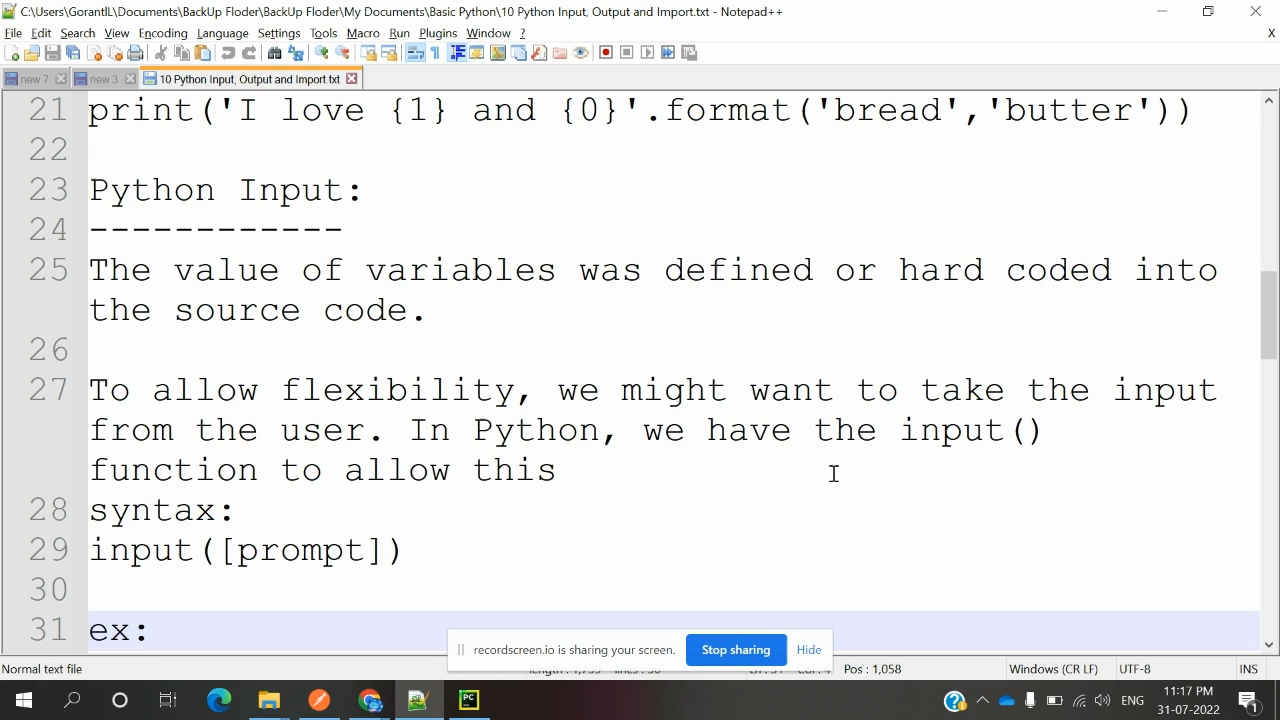 C:\Users\GorantlL\Documents\BackUp Floder\BackUp Floder\My Documents\Basic Python\10 Python Input, Output and Import.txt - Notepad++
File Edit Search View Encoding Language Settings Tools Macro Run Plugins Window ? X
new 7 new 3 10 Python Input, Output and Import txt
21 print('I love {1} and {0}'.format('bread','butter'))
22
23 Python Input:
24 ------------
25 The value of variables was defined or hard coded into
the source code.
26
27 To allow flexibility, we might want to take the input
from the user. In Python, we have the input()
function to allow this
28 syntax:
29 input([prompt])
30
31 ex:
recordscreen.io is sharing your screen. Stop sharing Hide
Normal text file Pos : 1,058 Windows (CR LF) UTF-8 INS
PC ENG 11:17 PM
31-07-2022 1